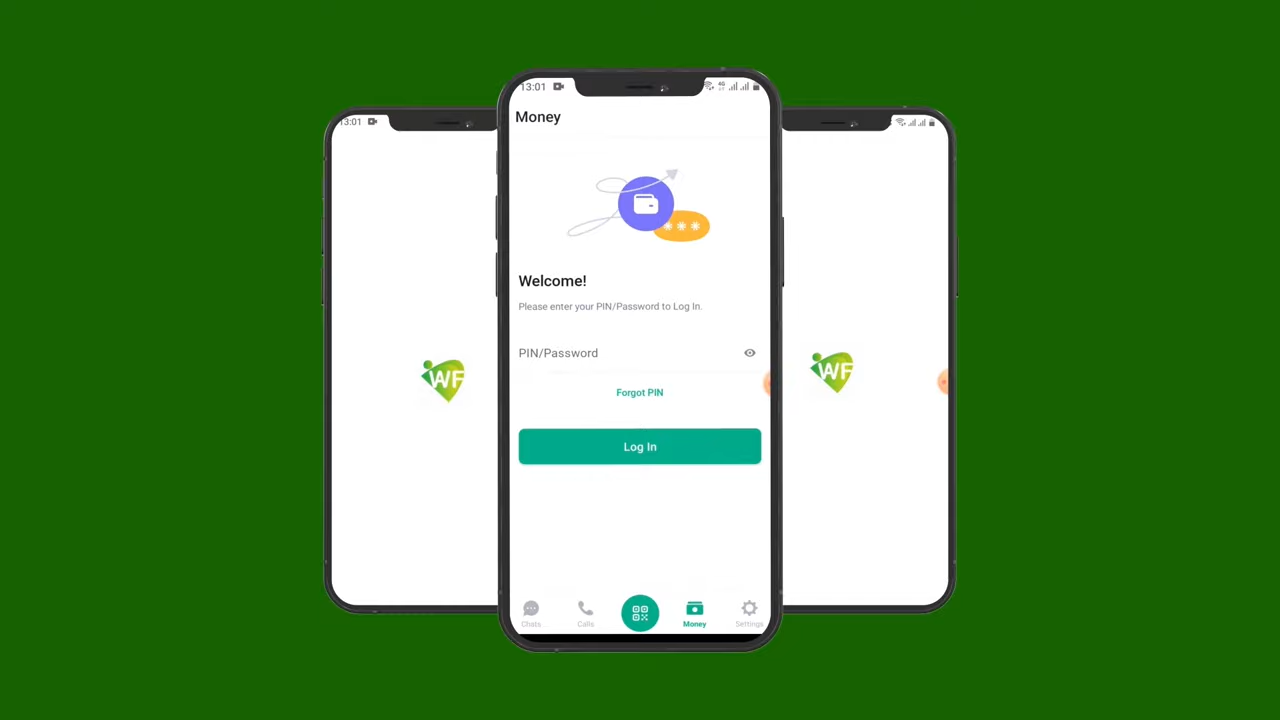 13:01
Money
Welcome!
Please enter your PIN/Password to Log In.
PIN/Password
Forgot PIN
Log In
Chats
Calls
Money
Settings
13:01
WF
WF
4G